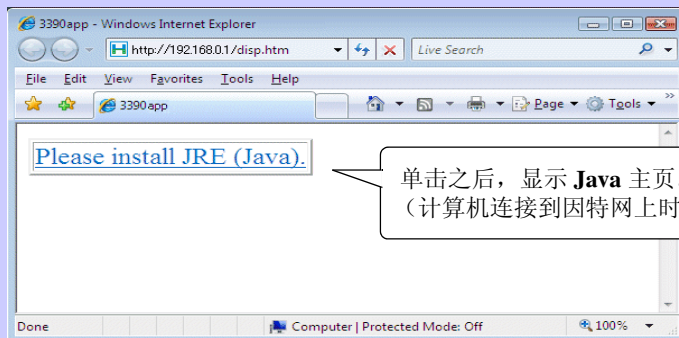 3390app - Windows Internet Explorer
http://192.168.0.1/disp.htm
Live Search
File Edit View Favorites Tools Help
3390app
Page
Tools
Please install JRE (Java).
单击之后，显示 Java 主页
（计算机连接到因特网上时
Done
Computer | Protected Mode: Off
100%